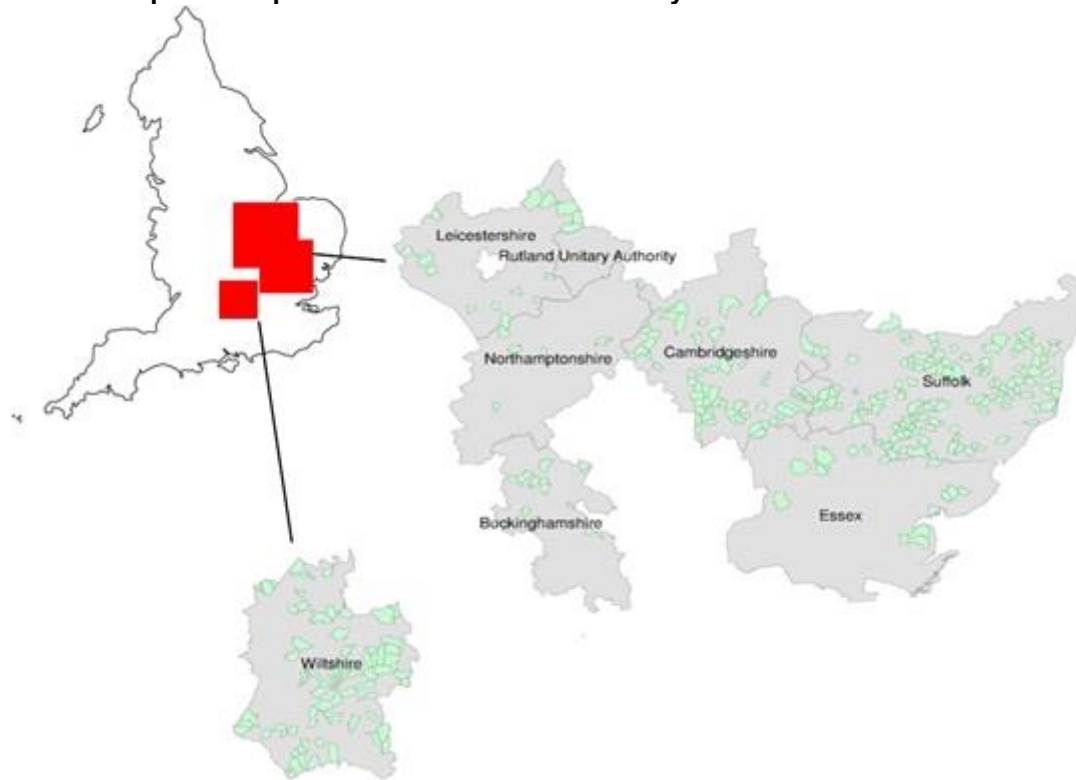 Leicestershire
Rutland Unitary Authority
Northamptonshire
Cambridgeshire
Suffolk
Buckinghamshire
Essex
Wiltshire